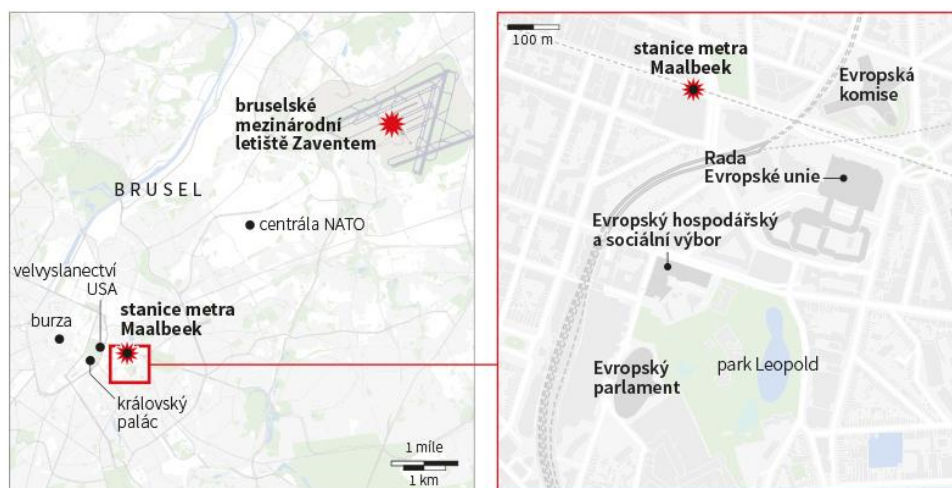 bruselské
mezinárodní
letiště Zaventem
BRUSEL
centrála NATO
velvyslanectví
USA
stanice metra
Maalbeek
burza
královský
palác
1 míle
1 km
100 m
stanice metra
Maalbeek
Evropská
komise
Rada
Evropské unie
Evropský hospodářský
a sociální výbor
Evropský
parlament
park Leopold